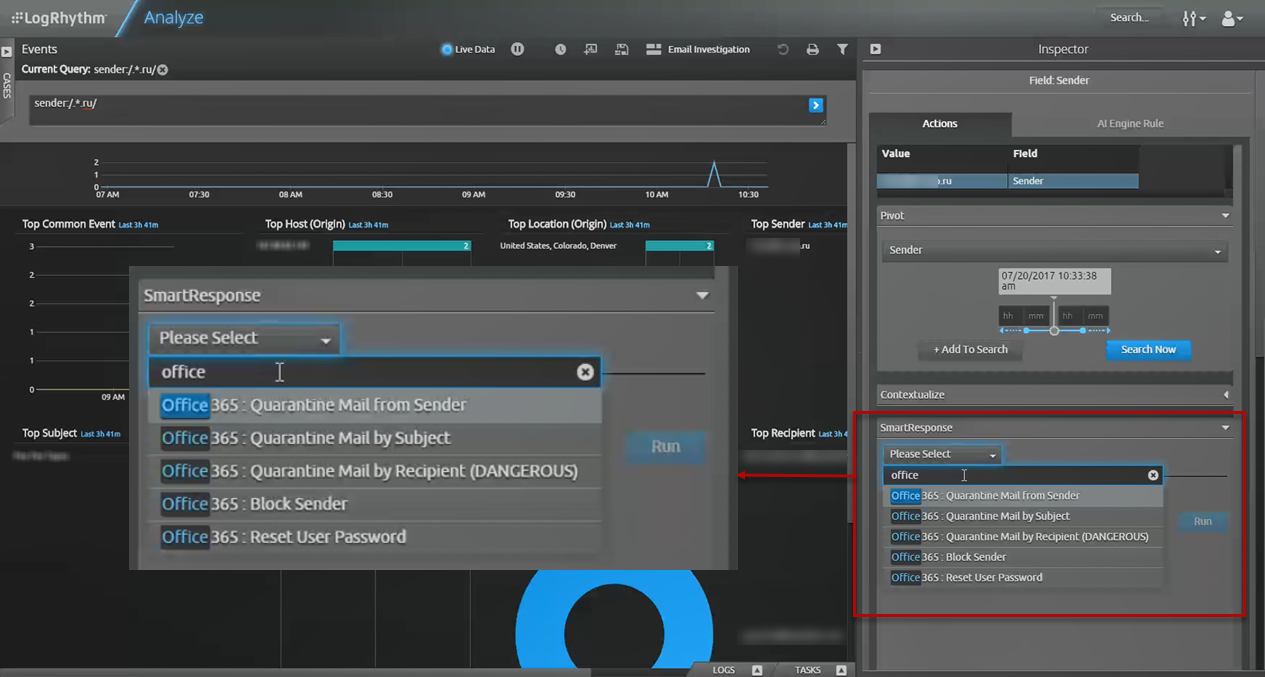 LogRhythm
Analyze
Search...
Events
Live Data
Email Investigation
Current Query: sender:/.*.ru/
CASES
sender:/.*.ru/
2
1
0
07 AM 07:30 08 AM 08:30 09 AM 09:30 10 AM 10:30
Top Common Event Last 3h 41m
3
2
2
1
1
0
09 AM
Top Host (Origin) Last 3h 41m
2
Top Location (Origin) Last 3h 41m
United States, Colorado, Denver 2
Top Sender Last 3h 41m
.ru
Top Subject Last 3h 41m
Top Recipient Last 3h 4
SmartResponse
Please Select
office
Office 365 : Quarantine Mail from Sender
Office 365 : Quarantine Mail by Subject
Office 365 : Quarantine Mail by Recipient (DANGEROUS)
Office 365 : Block Sender
Office 365 : Reset User Password
Run
LOGS
TASKS
Inspector
Field: Sender
Actions
AI Engine Rule
Value Field
.ru Sender
Pivot
Sender
07/20/2017 10:33:38
am
hh mm hh mm
+ Add To Search
Search Now
Contextualize
SmartResponse
Please Select
office
Office 365 : Quarantine Mail from Sender
Office 365 : Quarantine Mail by Subject
Office 365 : Quarantine Mail by Recipient (DANGEROUS)
Office 365 : Block Sender
Office 365 : Reset User Password
Run